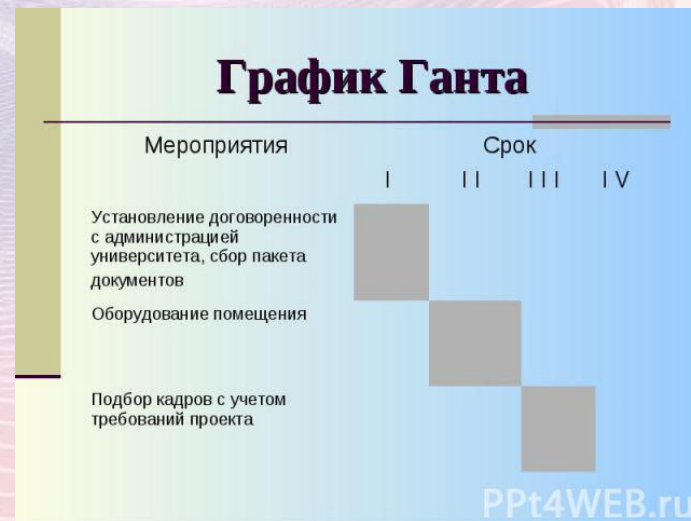 График Ганта
Мероприятия Срок
I I I I I I I V
Установление договоренности
с администрацией
университета, сбор пакета
документов
Оборудование помещения
Подбор кадров с учетом
требований проекта
PPt4WEB.ru